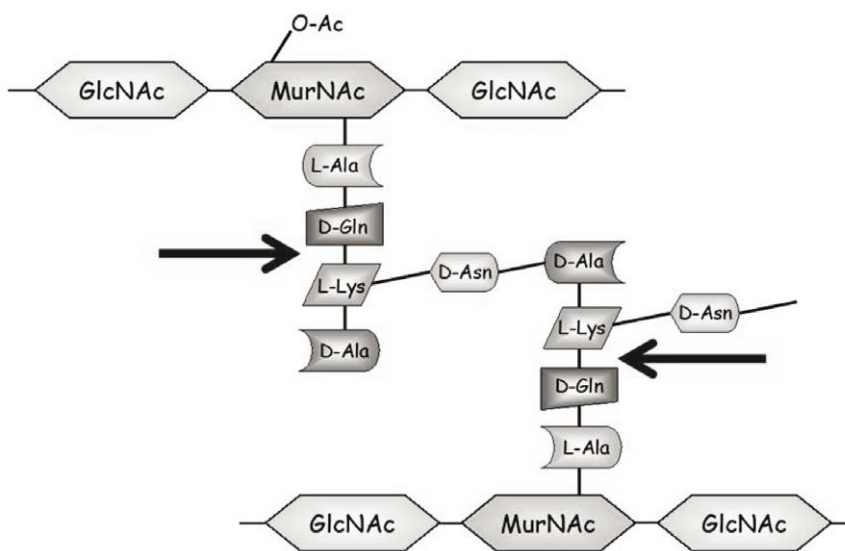 O-Ac
GlcNAc MurNAc GlcNAc
L-Ala
D-Gln
D-Asn D-Ala
L-Lys
L-Lys D-Asn
D-Ala
D-Gln
L-Ala
GlcNAc MurNAc GlcNAc